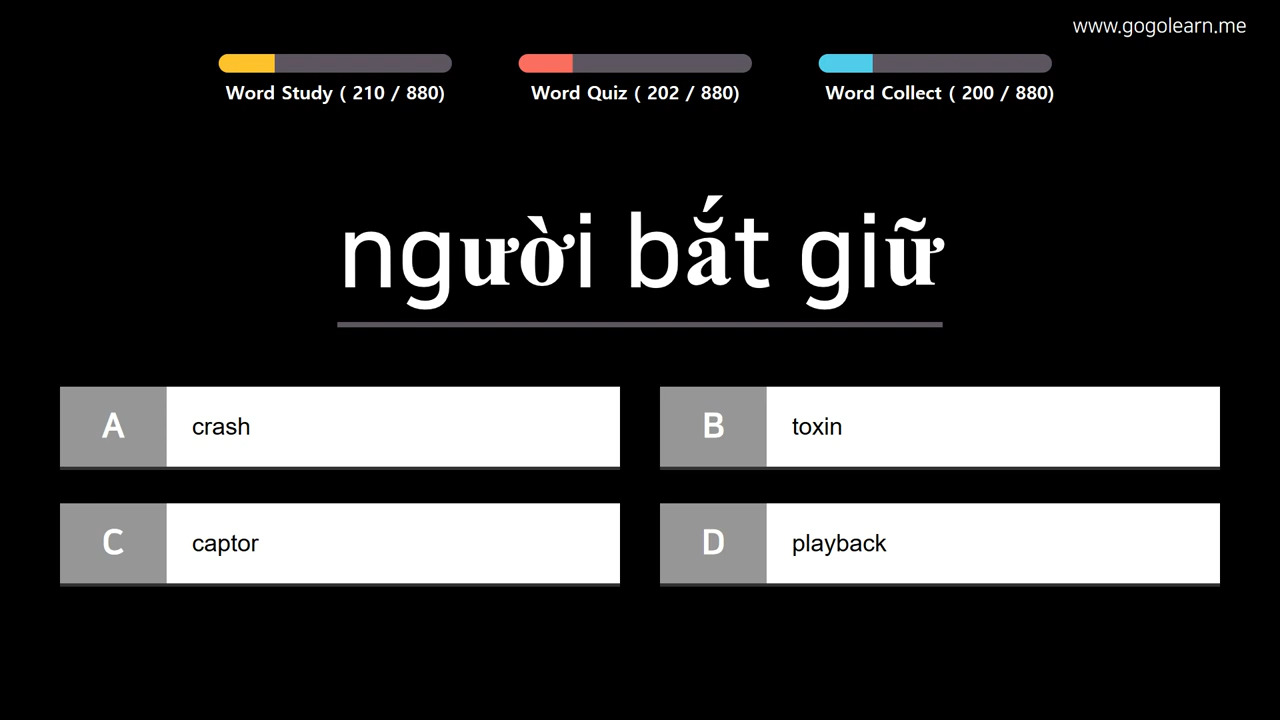 www.gogolearn.me
Word Study ( 210 / 880)
Word Quiz ( 202 / 880)
Word Collect ( 200 / 880)
người bắt giữ
A crash
B toxin
C captor
D playback